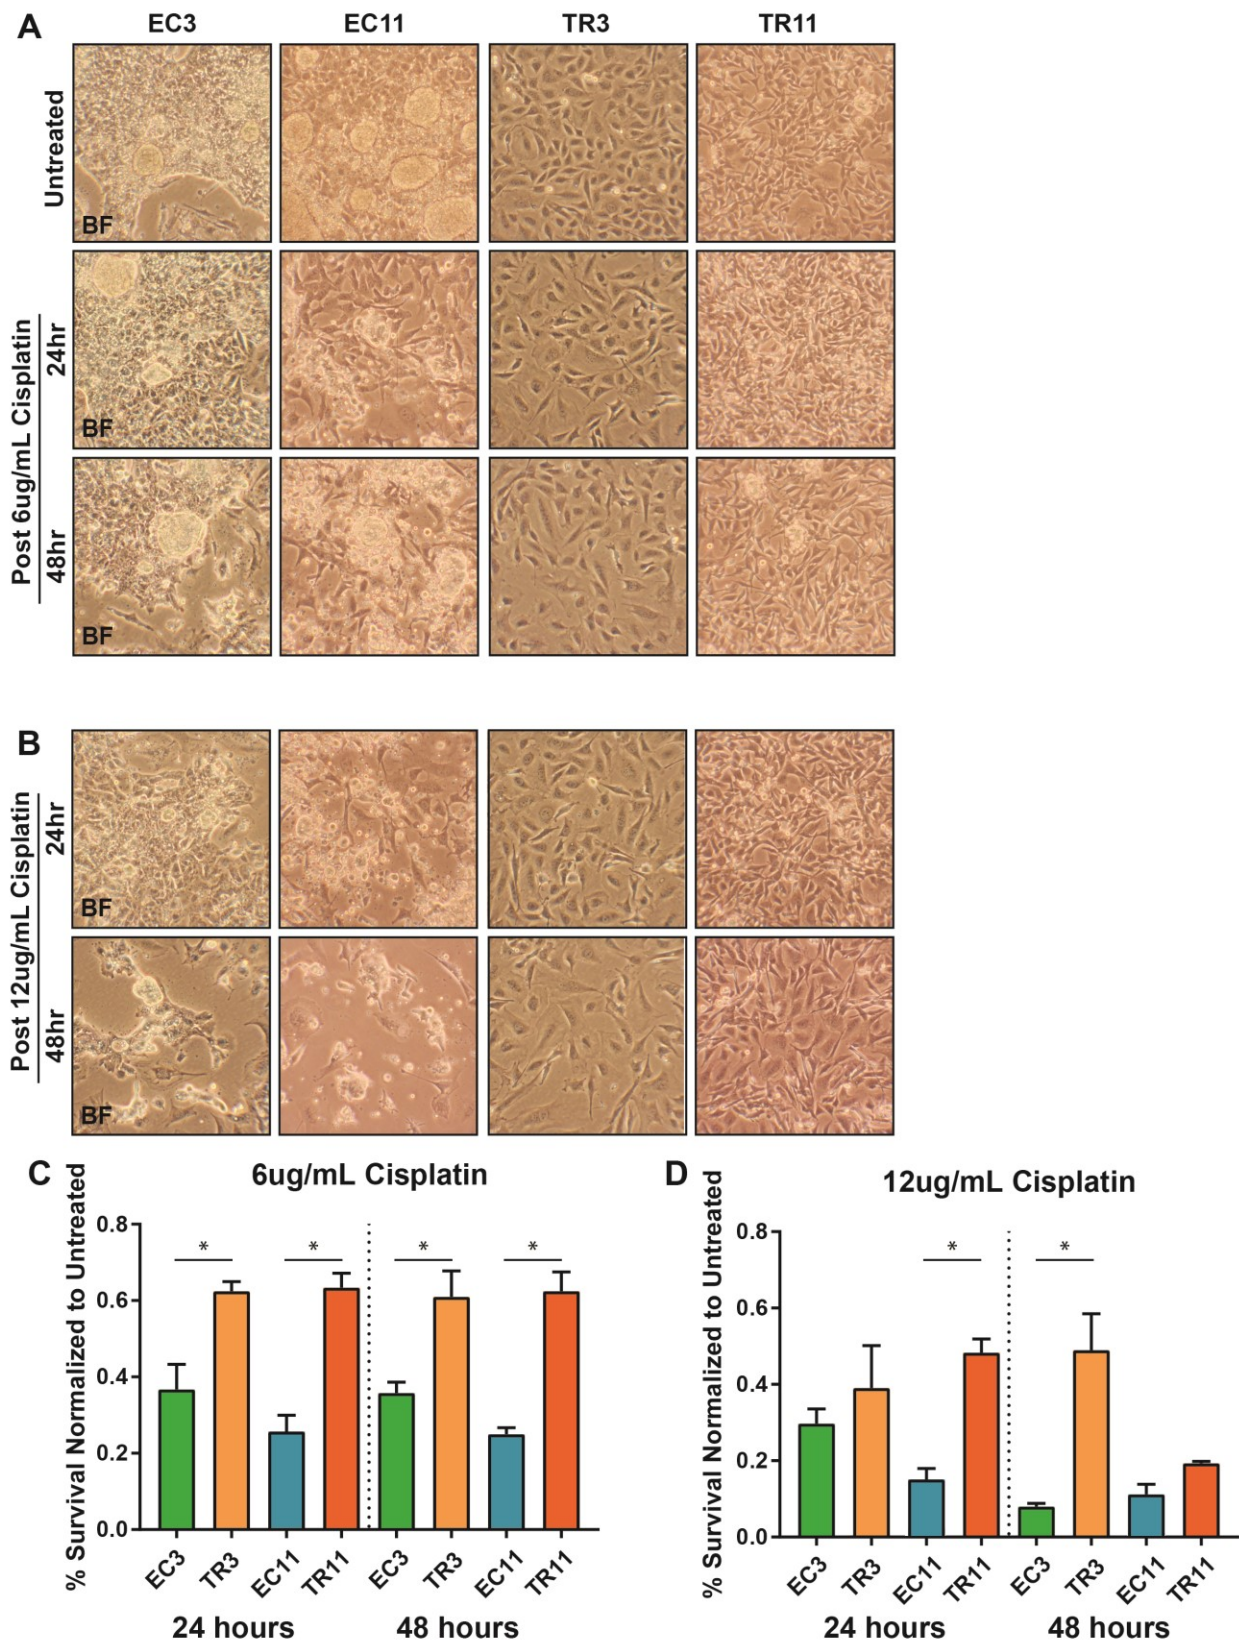 A
EC3 EC11 TR3 TR11
Untreated
BF
Post 6ug/mL Cisplatin
24hr
BF
48hr
BF
B
Post 12ug/mL Cisplatin
24hr
BF
48hr
BF
C
6ug/mL Cisplatin
% Survival Normalized to Untreated
0.8
0.6
0.4
0.2
0.0
* * * *
EC3 TR3 EC11 TR11 EC3 TR3 EC11 TR11
24 hours 48 hours
D
12ug/mL Cisplatin
% Survival Normalized to Untreated
0.8
0.6
0.4
0.2
0.0
* *
EC3 TR3 EC11 TR11 EC3 TR3 EC11 TR11
24 hours 48 hours